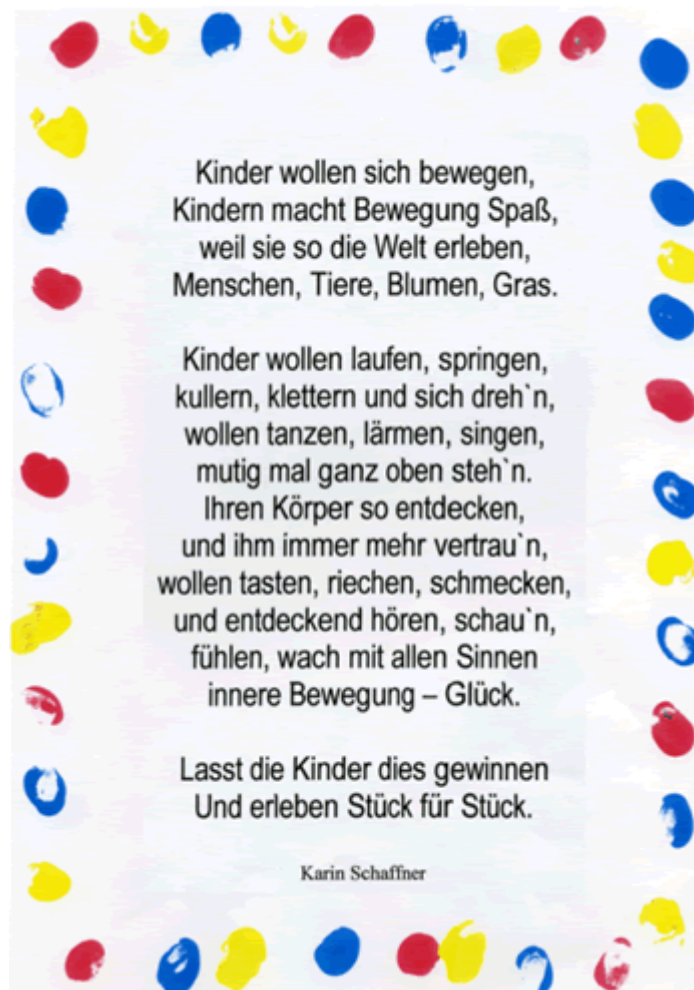 Kinder wollen sich bewegen,
Kindern macht Bewegung Spaß,
weil sie so die Welt erleben,
Menschen, Tiere, Blumen, Gras.
Kinder wollen laufen, springen,
kullern, klettern und sich dreh`n,
wollen tanzen, lärmen, singen,
mutig mal ganz oben steh`n.
Ihren Körper so entdecken,
und ihm immer mehr vertrau`n,
wollen tasten, riechen, schmecken,
und entdeckend hören, schau`n,
fühlen, wach mit allen Sinnen
innere Bewegung – Glück.
Lasst die Kinder dies gewinnen
Und erleben Stück für Stück.
Karin Schaffner